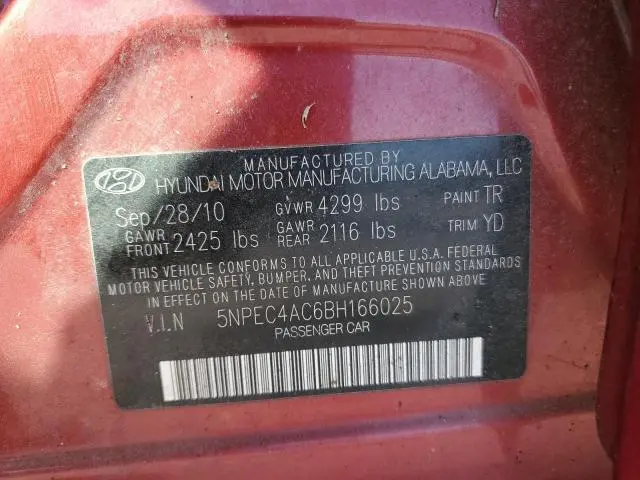 MANUFACTURED BY
HYUNDAI MOTOR MANUFACTURING ALABAMA, LLC
Sep/28/10 GVWR 4299 lbs PAINT TR
GAWR FRONT 2425 lbs GAWR REAR 2116 lbs TRIM YD
THIS VEHICLE CONFORMS TO ALL APPLICABLE U.S.A. FEDERAL
MOTOR VEHICLE SAFETY, BUMPER, AND THEFT PREVENTION STANDARDS
IN EFFECT ON THE DATE OF MANUFACTURE SHOWN ABOVE.
V.I.N 5NPEC4AC6BH166025
PASSENGER CAR